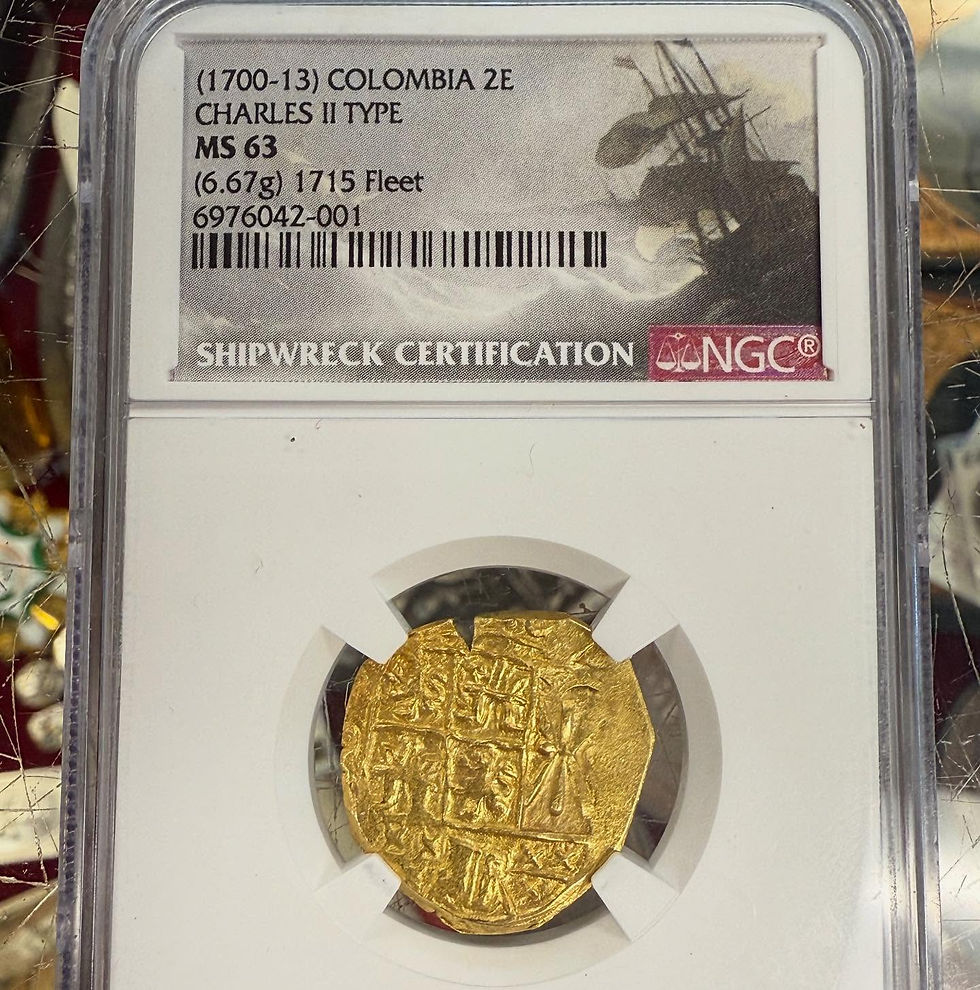 (1700-13) COLOMBIA 2E
CHARLES II TYPE
MS 63
(6.67g) 1715 Fleet
6976042-001
SHIPWRECK CERTIFICATION NGC®